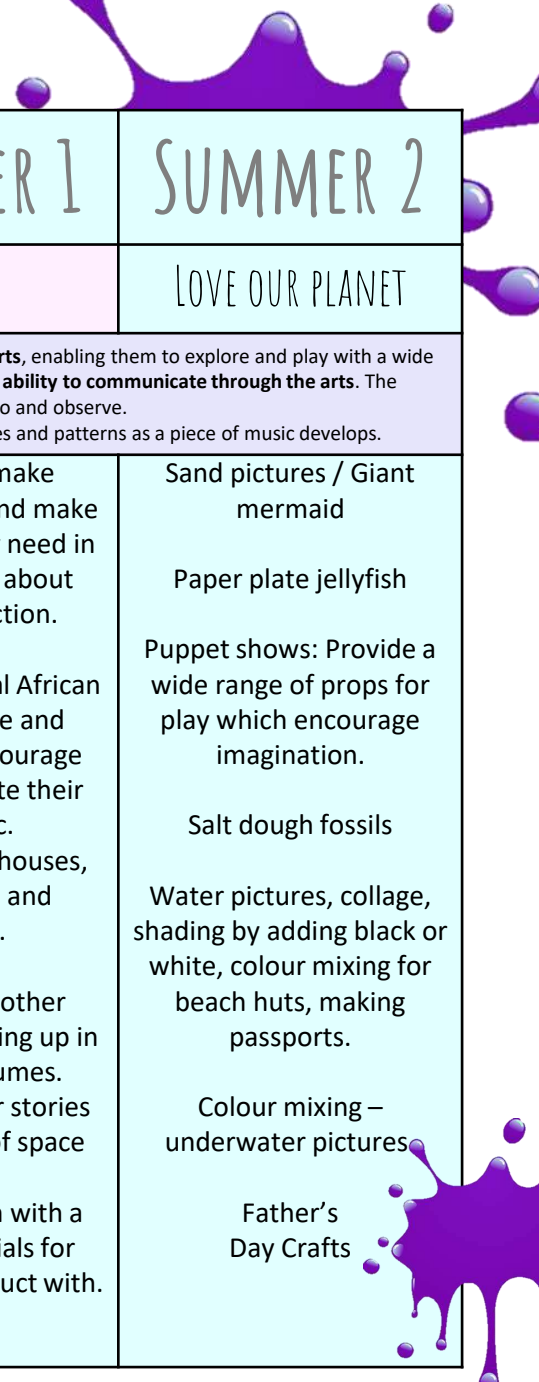 ER 1
SUMMER 2
LOVE OUR PLANET
rts, enabling them to explore and play with a wide
ability to communicate through the arts. The
o and observe.
es and patterns as a piece of music develops.
make
nd make
need in
about
ction.
al African
e and
ourage
te their
c.
houses,
and
.
other
ing up in
umes.
r stories
of space
with a
ials for
uct with.
Sand pictures / Giant
mermaid
Paper plate jellyfish
Puppet shows: Provide a
wide range of props for
play which encourage
imagination.
Salt dough fossils
Water pictures, collage,
shading by adding black or
white, colour mixing for
beach huts, making
passports.
Colour mixing –
underwater pictures
Father’s
Day Crafts